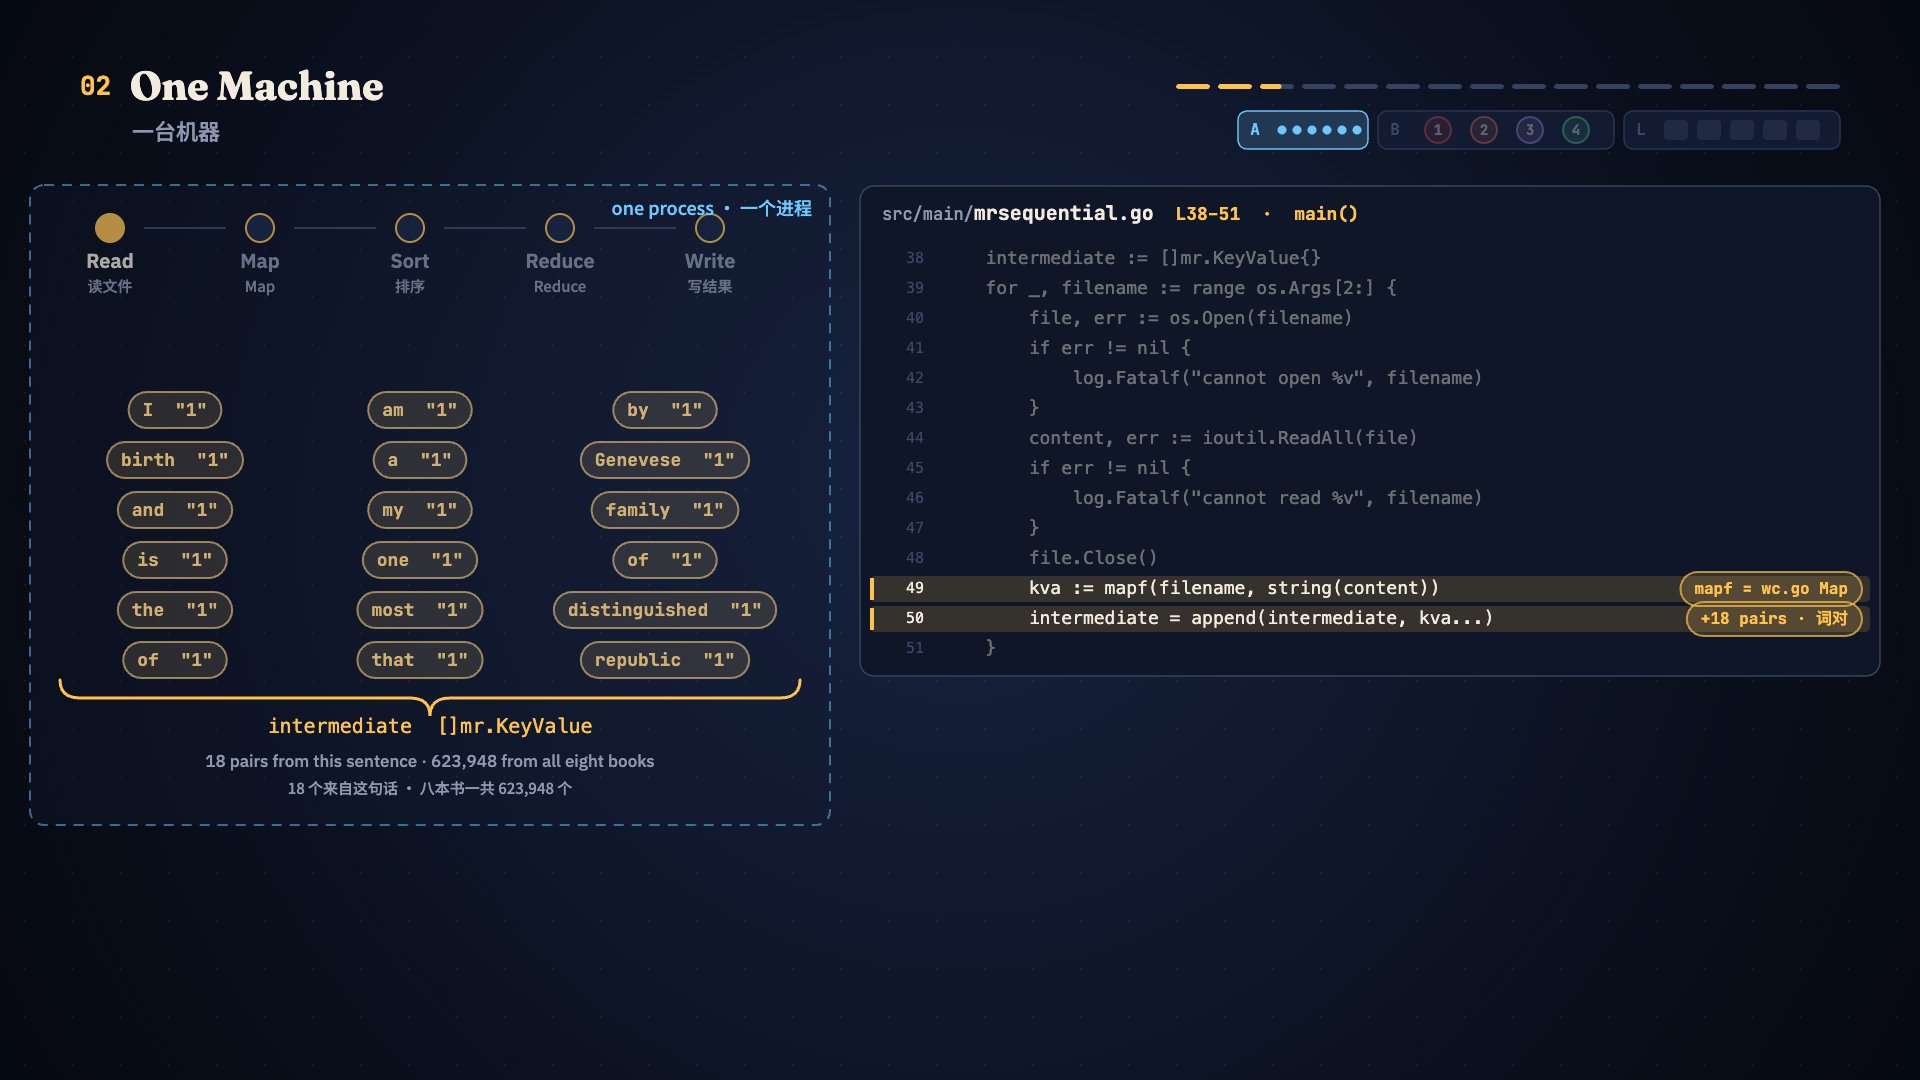 02 One Machine
一台机器
A
B 1 2 3 4
L
one process · 一个进程
Read Map Sort Reduce Write
读文件 Map 排序 Reduce 写结果
I "1" am "1" by "1"
birth "1" a "1" Genevese "1"
and "1" my "1" family "1"
is "1" one "1" of "1"
the "1" most "1" distinguished "1"
of "1" that "1" republic "1"
intermediate []mr.KeyValue
18 pairs from this sentence · 623,948 from all eight books
18 个来自这句话 · 八本书一共 623,948 个
src/main/mrsequential.go L38-51 · main()
38 intermediate := []mr.KeyValue{}
39 for _, filename := range os.Args[2:] {
40 file, err := os.Open(filename)
41 if err != nil {
42 log.Fatalf("cannot open %v", filename)
43 }
44 content, err := ioutil.ReadAll(file)
45 if err != nil {
46 log.Fatalf("cannot read %v", filename)
47 }
48 file.Close()
49 kva := mapf(filename, string(content)) mapf = wc.go Map
50 intermediate = append(intermediate, kva...) +18 pairs · 词对
51 }